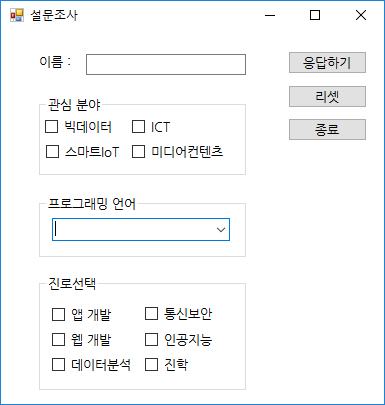 설문조사
이름 :
응답하기
리셋
종료
관심 분야
빅데이터 ICT
스마트IoT 미디어컨텐츠
프로그래밍 언어
진로선택
앱 개발 통신보안
웹 개발 인공지능
데이터분석 진학